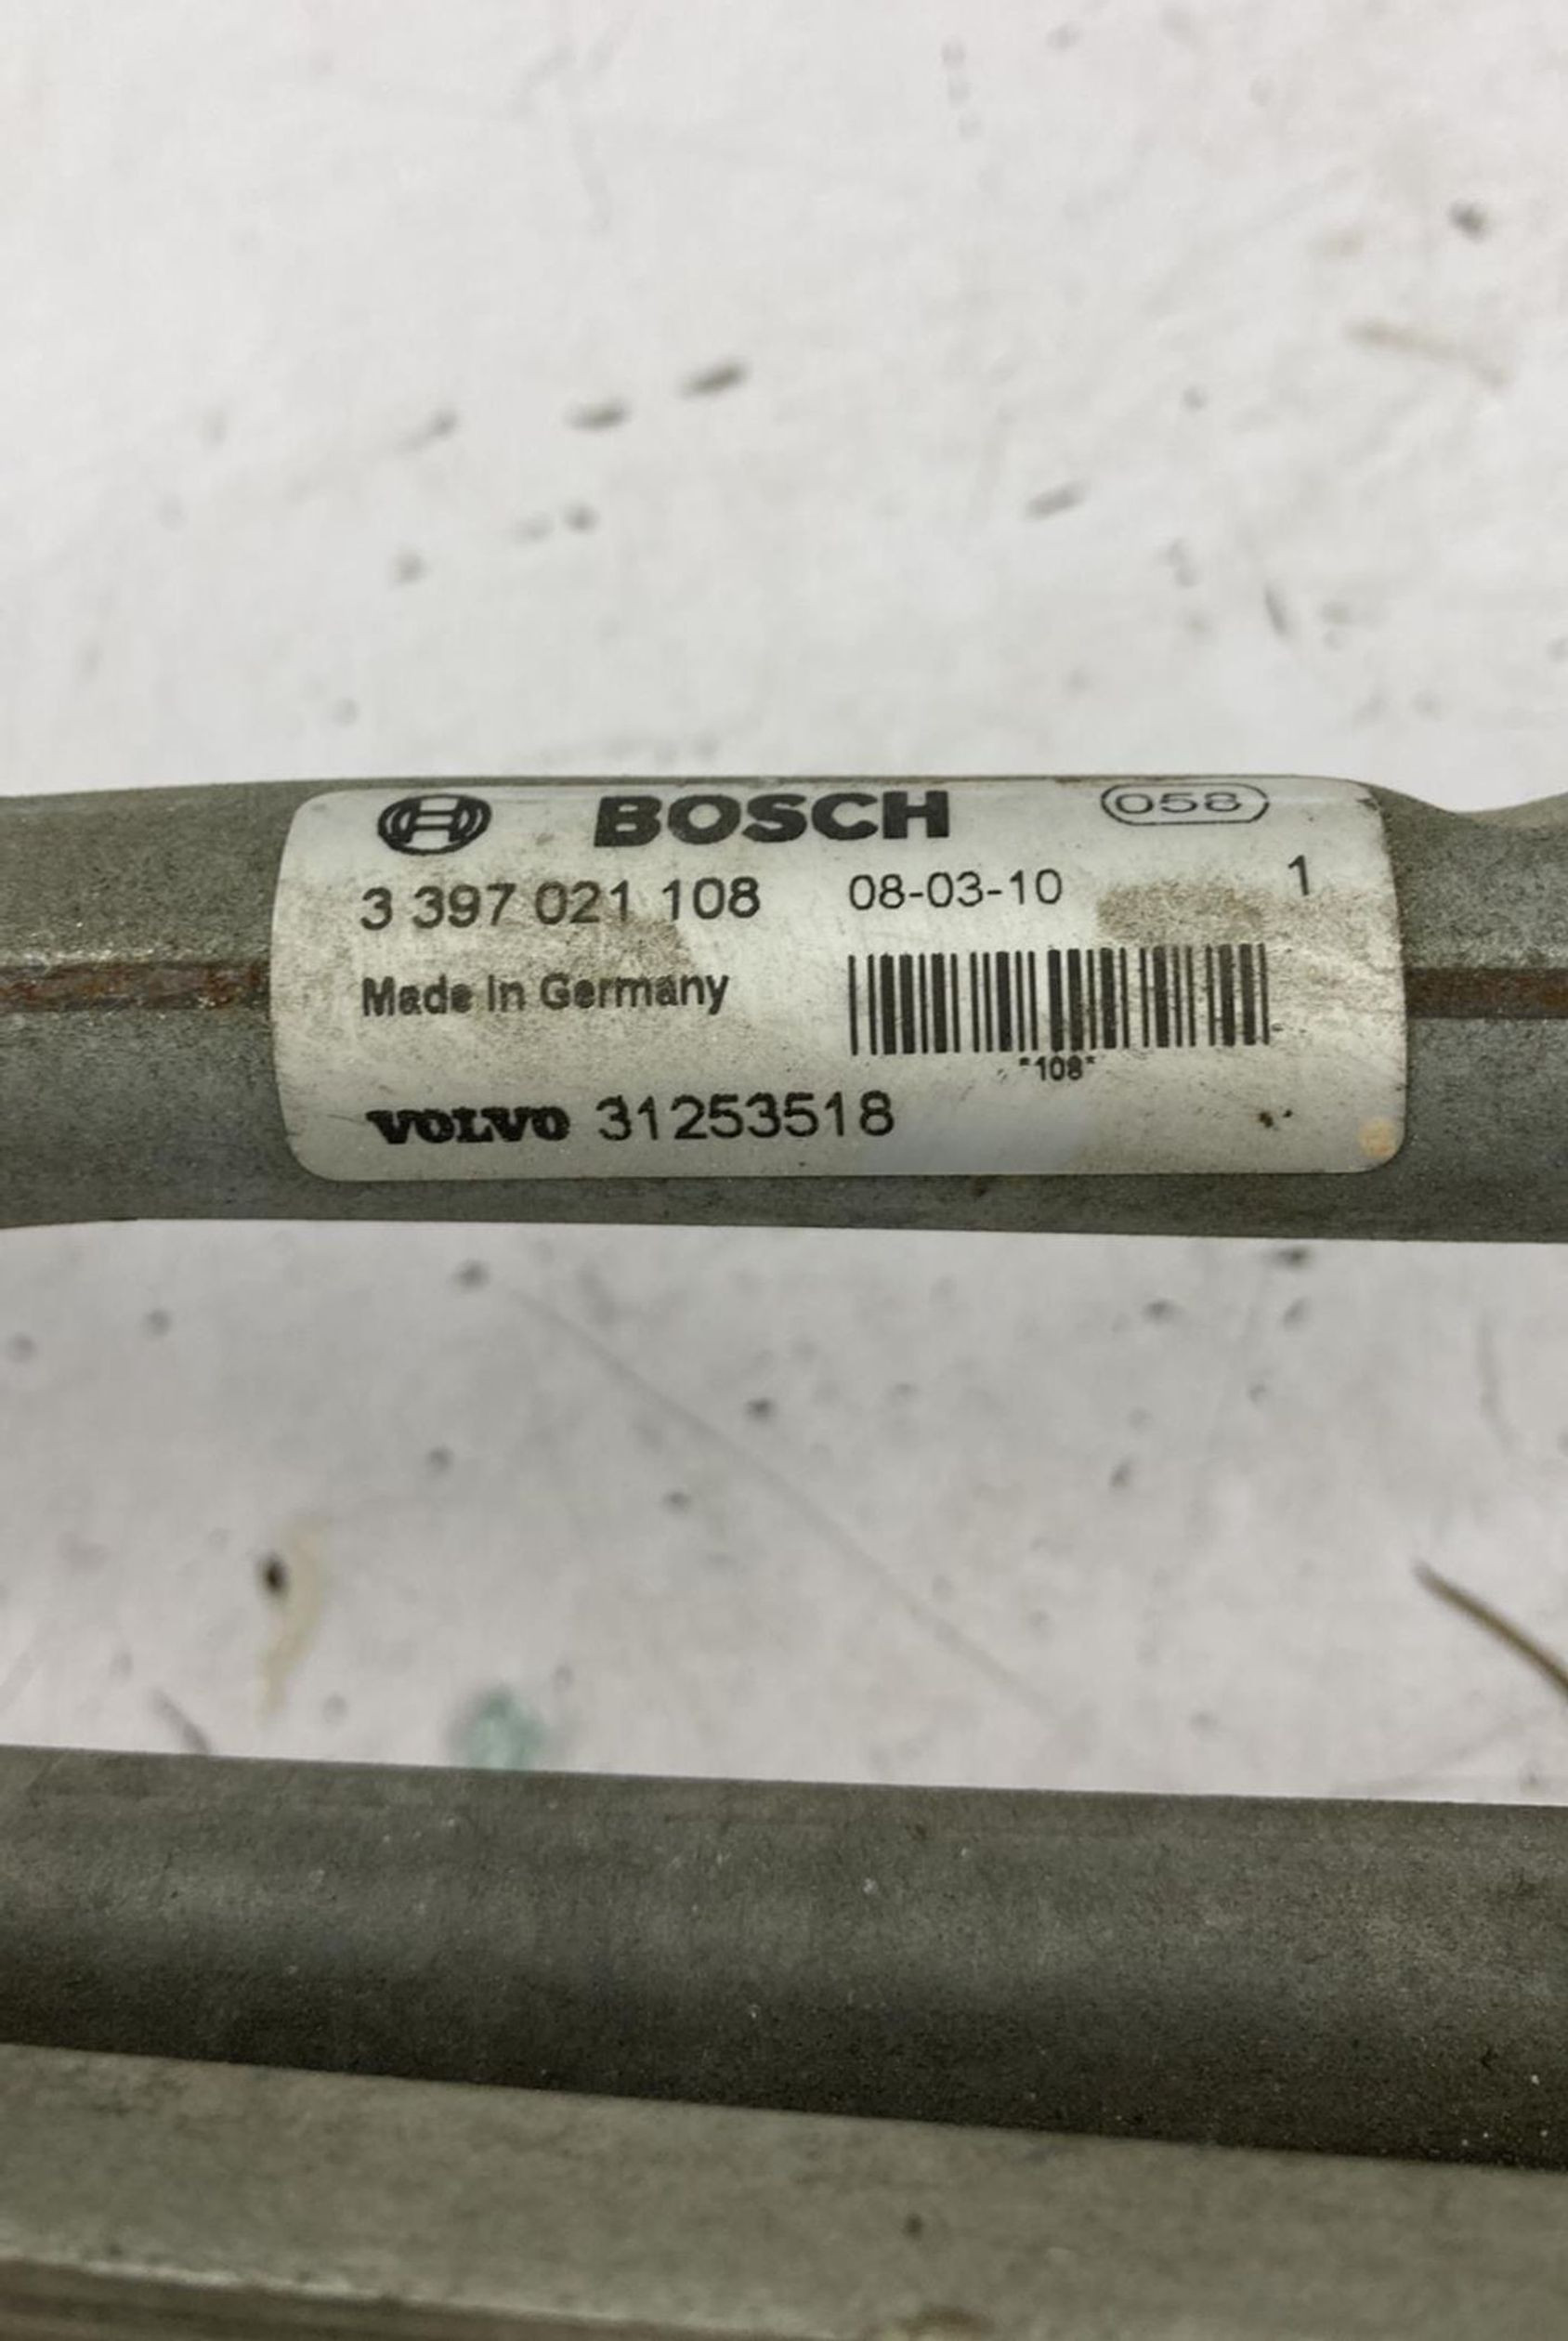 BOSCH 058
3 397 021 108 08-03-10 1
Made in Germany
*108*
VOLVO 31253518